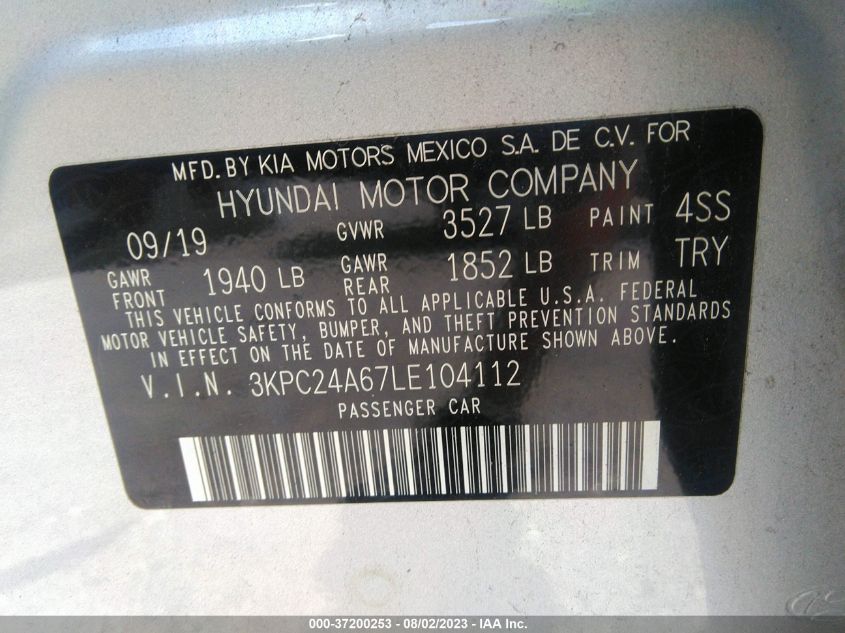 MFD. BY KIA MOTORS MEXICO S.A. DE C.V. FOR
HYUNDAI MOTOR COMPANY
09/19 GVWR 3527 LB PAINT 4SS
GAWR FRONT 1940 LB GAWR REAR 1852 LB TRIM TRY
THIS VEHICLE CONFORMS TO ALL APPLICABLE U.S.A. FEDERAL
MOTOR VEHICLE SAFETY, BUMPER, AND THEFT PREVENTION STANDARDS
IN EFFECT ON THE DATE OF MANUFACTURE SHOWN ABOVE.
V.I.N. 3KPC24A67LE104112
PASSENGER CAR
000-37200253 - 08/02/2023 - IAA Inc.